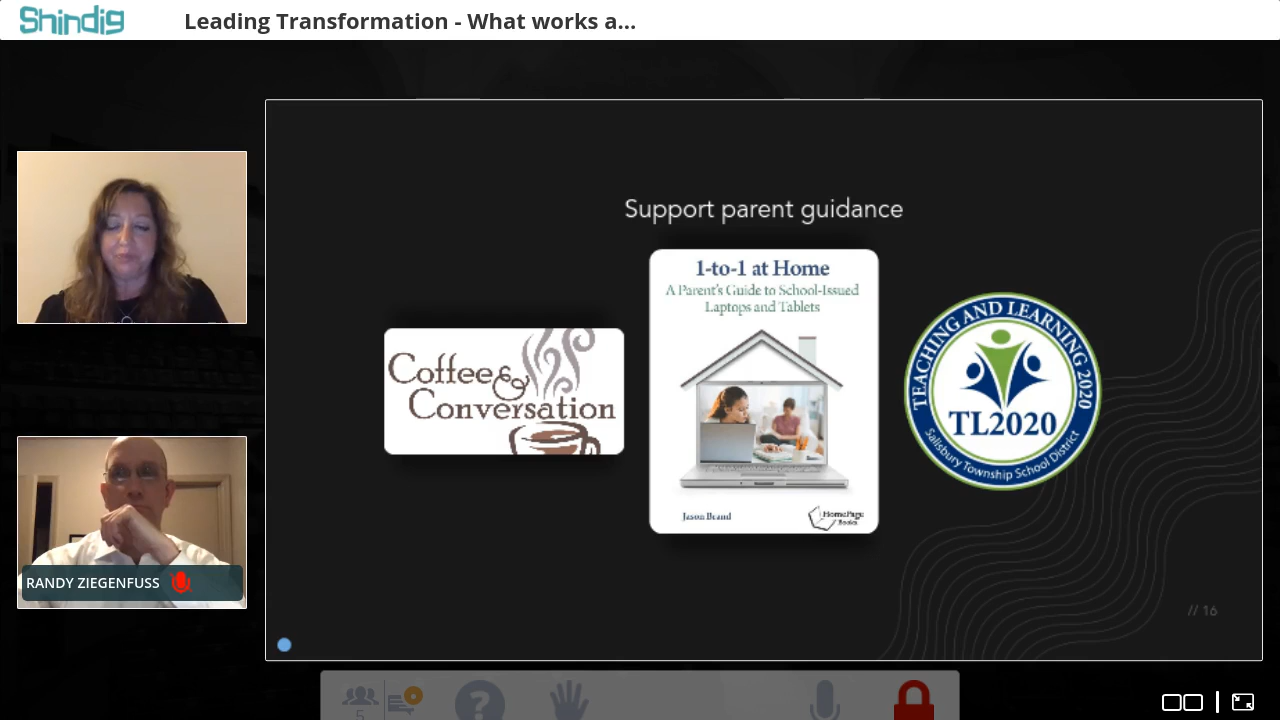 Shindig
Leading Transformation - What works a...
Support parent guidance
Coffee &
Conversation
1-to-1 at Home
A Parent's Guide to School-Issued
Laptops and Tablets
Jason Brand
HomePage
Books
TEACHING AND LEARNING 2020
TL2020
Salisbury Township School District
RANDY ZIEGENFUSS
// 16
5
?